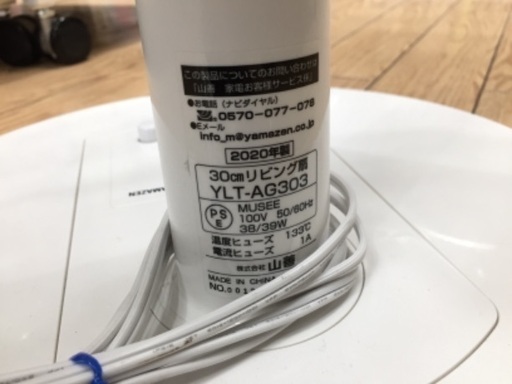 この製品についてのお問い合わせは
「山善 家電お客様サービス係」
●お電話(ナビダイヤル)
0570-077-078
●Eメール
info_m@yamazen.co.jp
2020年製
30cmリビング扇
YLT-AG303
PS
E
MUSEE
100V 50/60Hz
38/39W
温度ヒューズ 133℃
電流ヒューズ 1A
株式会社 山善
MADE IN CHINA
NO.
AMAZEN